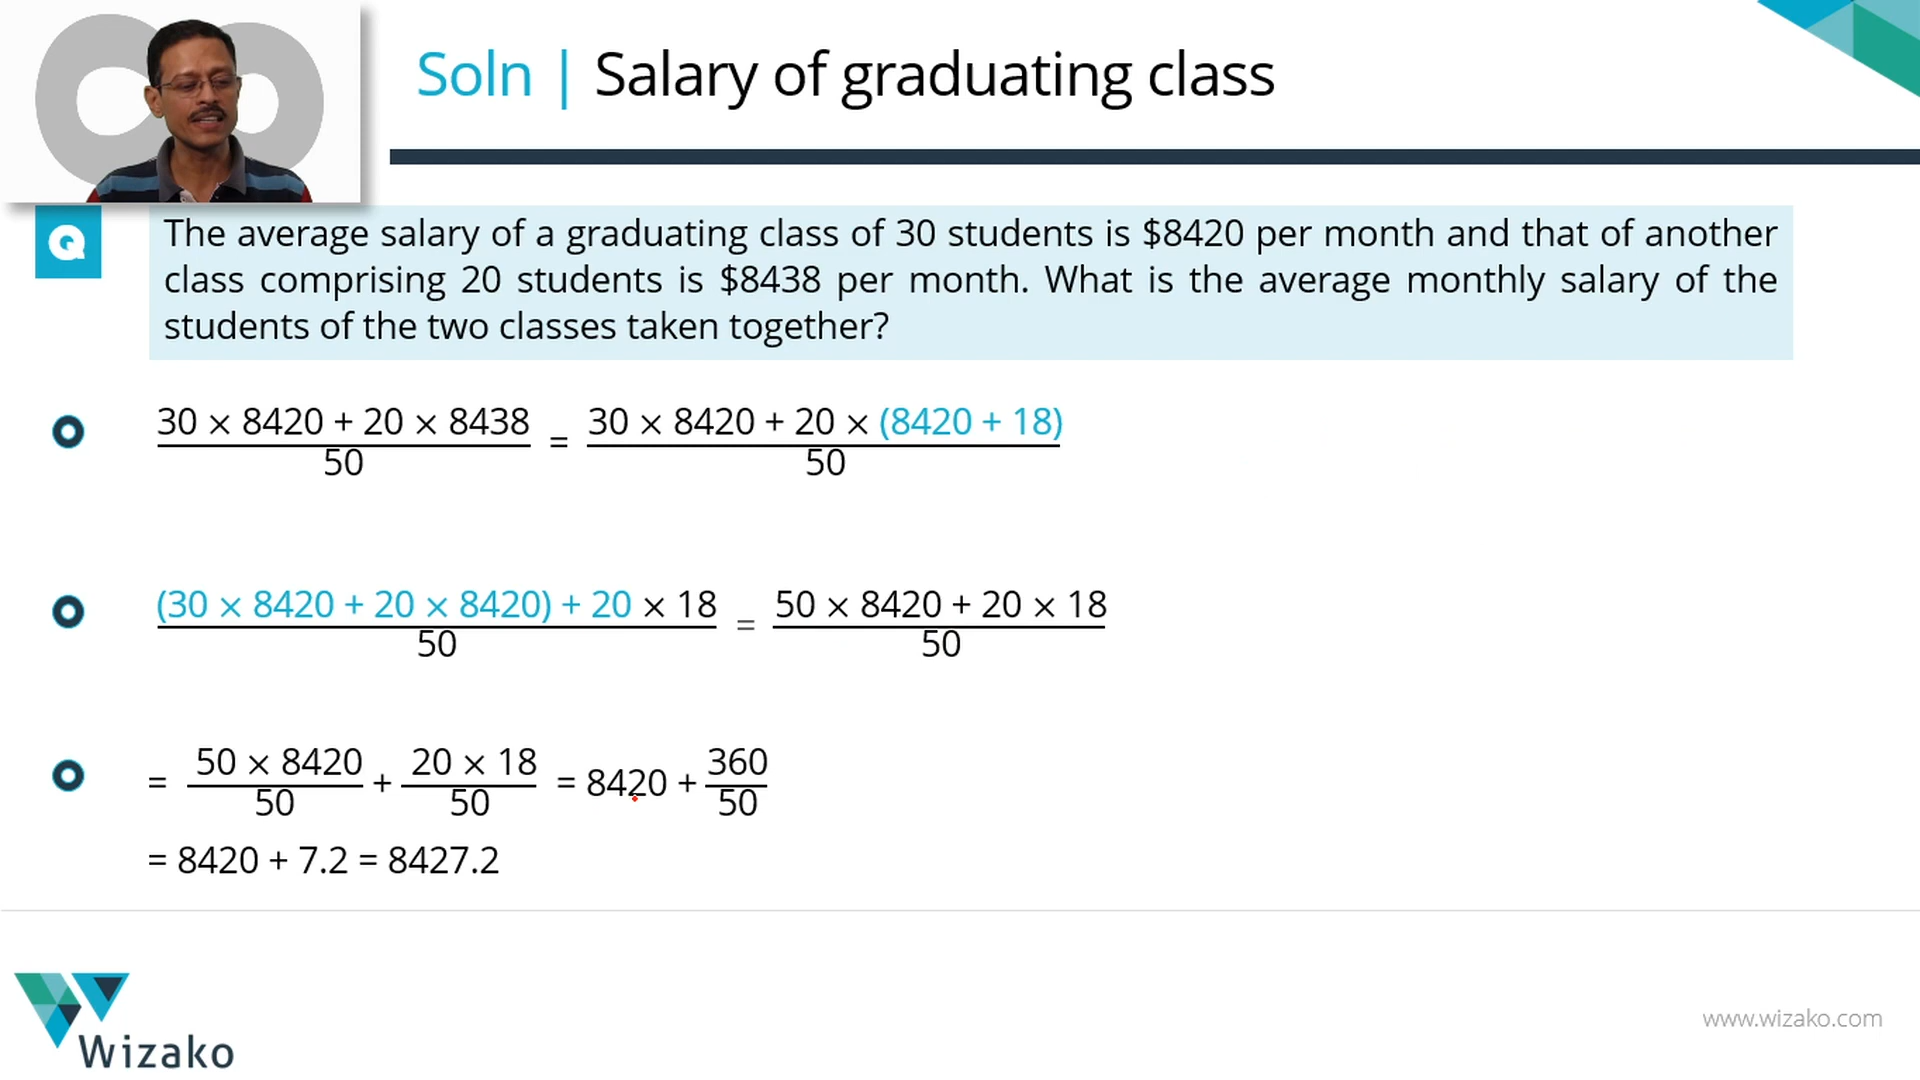 Soln | Salary of graduating class
Q
The average salary of a graduating class of 30 students is $8420 per month and that of another
class comprising 20 students is $8438 per month. What is the average monthly salary of the
students of the two classes taken together?
30 × 8420 + 20 × 8438 = 30 × 8420 + 20 × (8420 + 18)
50 50
(30 × 8420 + 20 × 8420) + 20 × 18 = 50 × 8420 + 20 × 18
50 50
= 50 × 8420 + 20 × 18 = 8420 + 360
50 50 50
= 8420 + 7.2 = 8427.2
Wizako
www.wizako.com